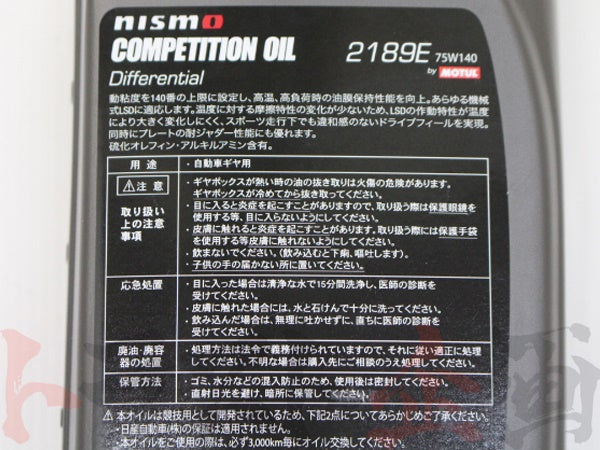 nismo
COMPETITION OIL 2189E 75W140
Differential by MOTUL
動粘度を140番の上限に設定し、高温、高負荷時の油膜保持性能を向上。あらゆる機械
式LSDに適応します。温度に対する摩擦特性の変化が少ないため、LSDの作動特性が温度
により大きく変化しにくく、スポーツ走行下でも違和感のないドライブフィールを実現。
同時にプレートの耐ジャダー性能にも優れます。
硫化オレフィン・アルキルアミン含有。
用途 ・自動車ギヤ用
⚠注意 ・ギヤボックスが熱い時の油の抜き取りは火傷の危険があります。
ギヤボックスが冷めてから抜き取ってください。
取り扱い ・目に入ると炎症を起こすことがありますので、取り扱う際は保護眼鏡を
上の注意 使用する等、目に入らないようにしてください。
事項 ・皮膚に触れると炎症を起こすことがあります。取り扱う際には保護手袋
を使用する等皮膚に触れないようにしてください。
・飲まないでください。（飲み込むと下痢、嘔吐します）。
・子供の手の届かない所に置いてください。
応急処置 ・目に入った場合は清浄な水で15分間洗浄し、医師の診断を
受けてください。
・皮膚に触れた場合には、水と石けんで十分に洗ってください。
・飲み込んだ場合は、無理に吐かせずに、直ちに医師の診断を
受けてください。
廃油・廃容 ・処理方法は法令で義務付けられていますので、それに従い適正に処理
器の処置 してください。不明な場合は購入先にご相談のうえ処理してください。
保管方法 ・ゴミ、水分などの混入防止のため、使用後は密封してください。
・直射日光を避け、暗所に保管ください。
⚠本オイルは競技用として開発されているため、下記2点についてあらかじめご了承ください。
・日産自動車(株)の保証は適用されません。
・本オイルをご使用の際は、必ず3,000km毎にオイル交換してください。